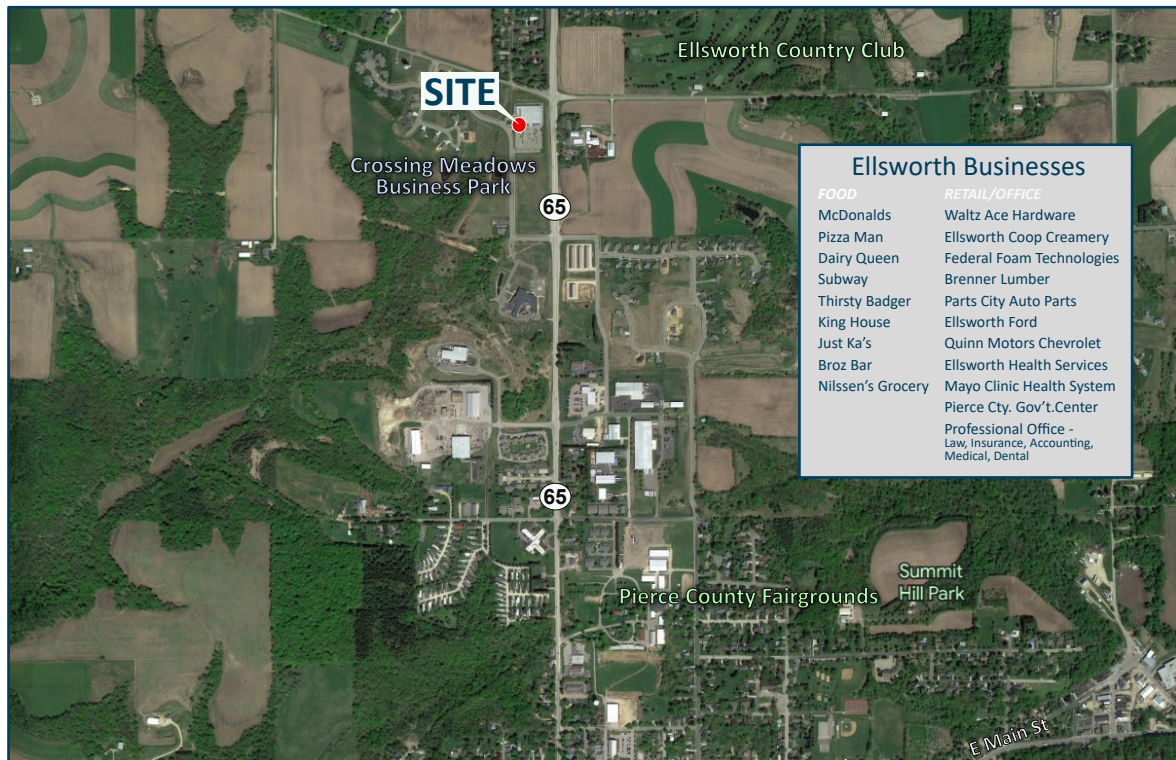 Ellsworth Country Club
SITE
Crossing Meadows
Business Park
65
Ellsworth Businesses
FOOD
McDonalds
Pizza Man
Dairy Queen
Subway
Thirsty Badger
King House
Just Ka's
Broz Bar
Nilssen's Grocery
RETAIL/OFFICE
Waltz Ace Hardware
Ellsworth Coop Creamery
Federal Foam Technologies
Brenner Lumber
Parts City Auto Parts
Ellsworth Ford
Quinn Motors Chevrolet
Ellsworth Health Services
Mayo Clinic Health System
Pierce Cty. Gov't.Center
Professional Office -
Law, Insurance, Accounting,
Medical, Dental
65
Summit
Hill Park
Pierce County Fairgrounds
E Main St